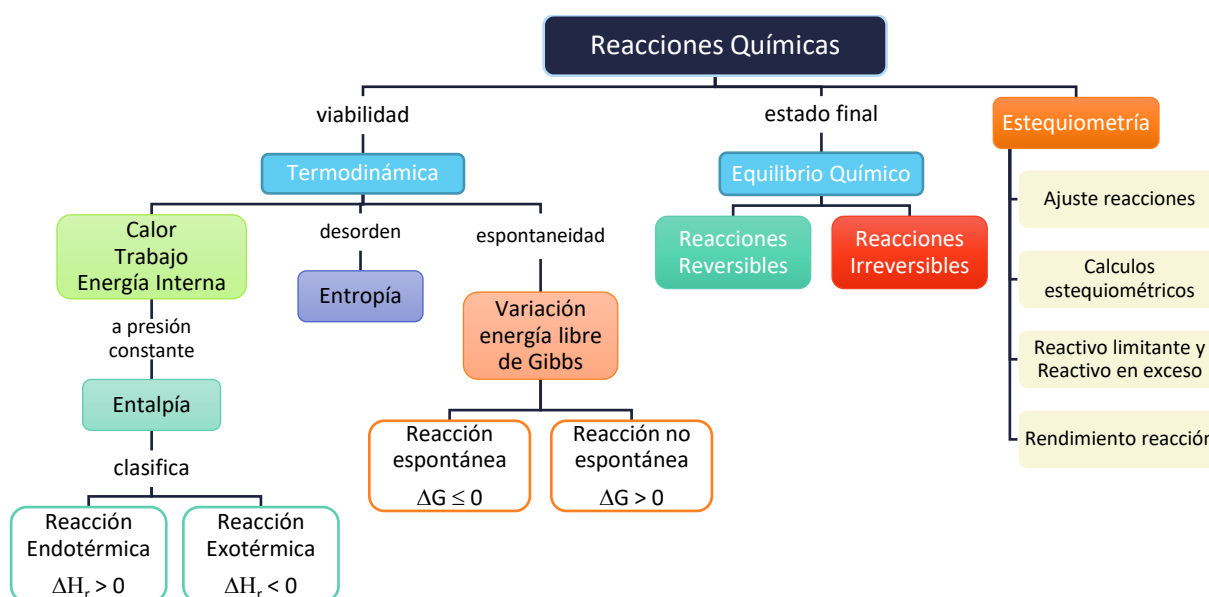 Reacciones Químicas
viabilidad
estado final
Estequiometría
Termodinámica
Equilibrio Químico
Calor
Trabajo
Energía Interna
desorden
espontaneidad
Reacciones
Reversibles
Reacciones
Irreversibles
Ajuste reacciones
Entropía
Calculos
estequiométricos
a presión
constante
Variación
energía libre
de Gibbs
Reactivo limitante y
Reactivo en exceso
Entalpía
Reacción
espontánea
ΔG ≤ 0
Reacción no
espontánea
ΔG > 0
Rendimiento reacción
clasifica
Reacción
Endotérmica
ΔHr > 0
Reacción
Exotérmica
ΔHr < 0